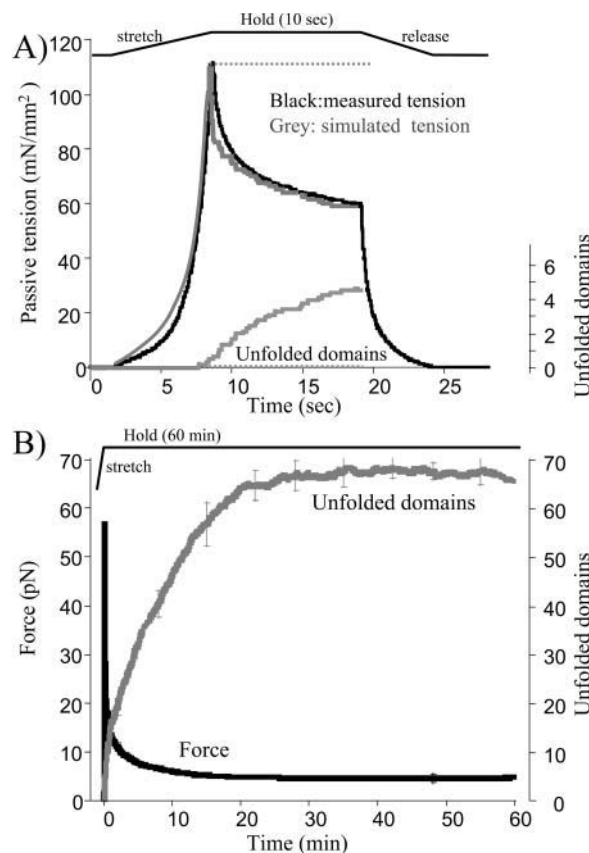 Hold (10 sec)
A)
stretch
release
120
100
80
60
40
20
0
Passive tension (mN/mm²)
Black:measured tension
Grey: simulated tension
Unfolded domains
6
4
2
0
Unfolded domains
0 5 10 15 20 25
Time (sec)
B)
Hold (60 min)
stretch
70
60
50
40
30
20
10
0
Force (pN)
Unfolded domains
Force
70
60
50
40
30
20
10
0
Unfolded domains
0 10 20 30 40 50 60
Time (min)